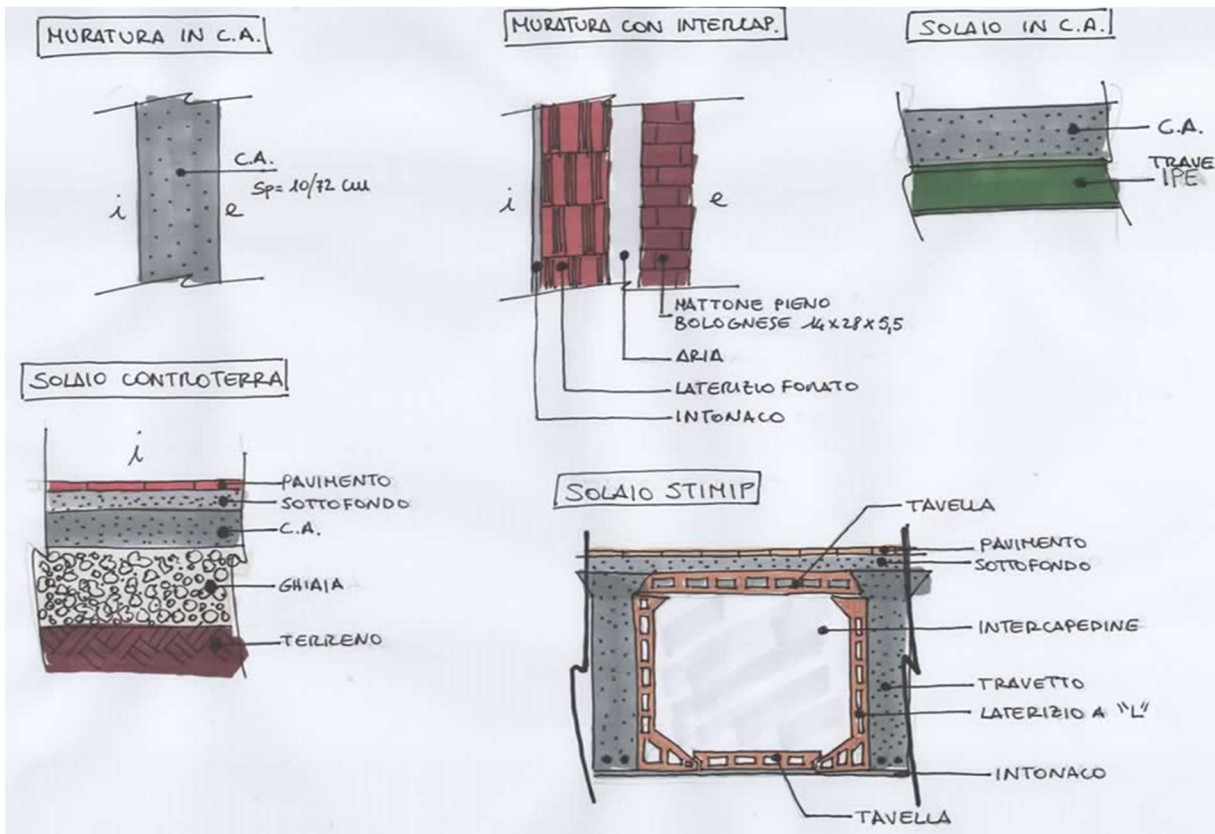 MURATURA IN C.A.
C.A.
Sp= 10/72 cm
i
e
MURATURA CON INTERCAP.
i
e
MATTONE PIENO
BOLOGNESE 14x28x5,5
ARIA
LATERIZIO FORATO
INTONACO
SOLAIO IN C.A.
C.A.
TRAVE
IPE
SOLAIO CONTROTERRA
i
PAVIMENTO
SOTTOFONDO
C.A.
GHIAIA
TERRENO
SOLAIO STIMIP
TAVELLA
PAVIMENTO
SOTTOFONDO
INTERCAPEDINE
TRAVETTO
LATERIZIO A "L"
INTONACO
TAVELLA